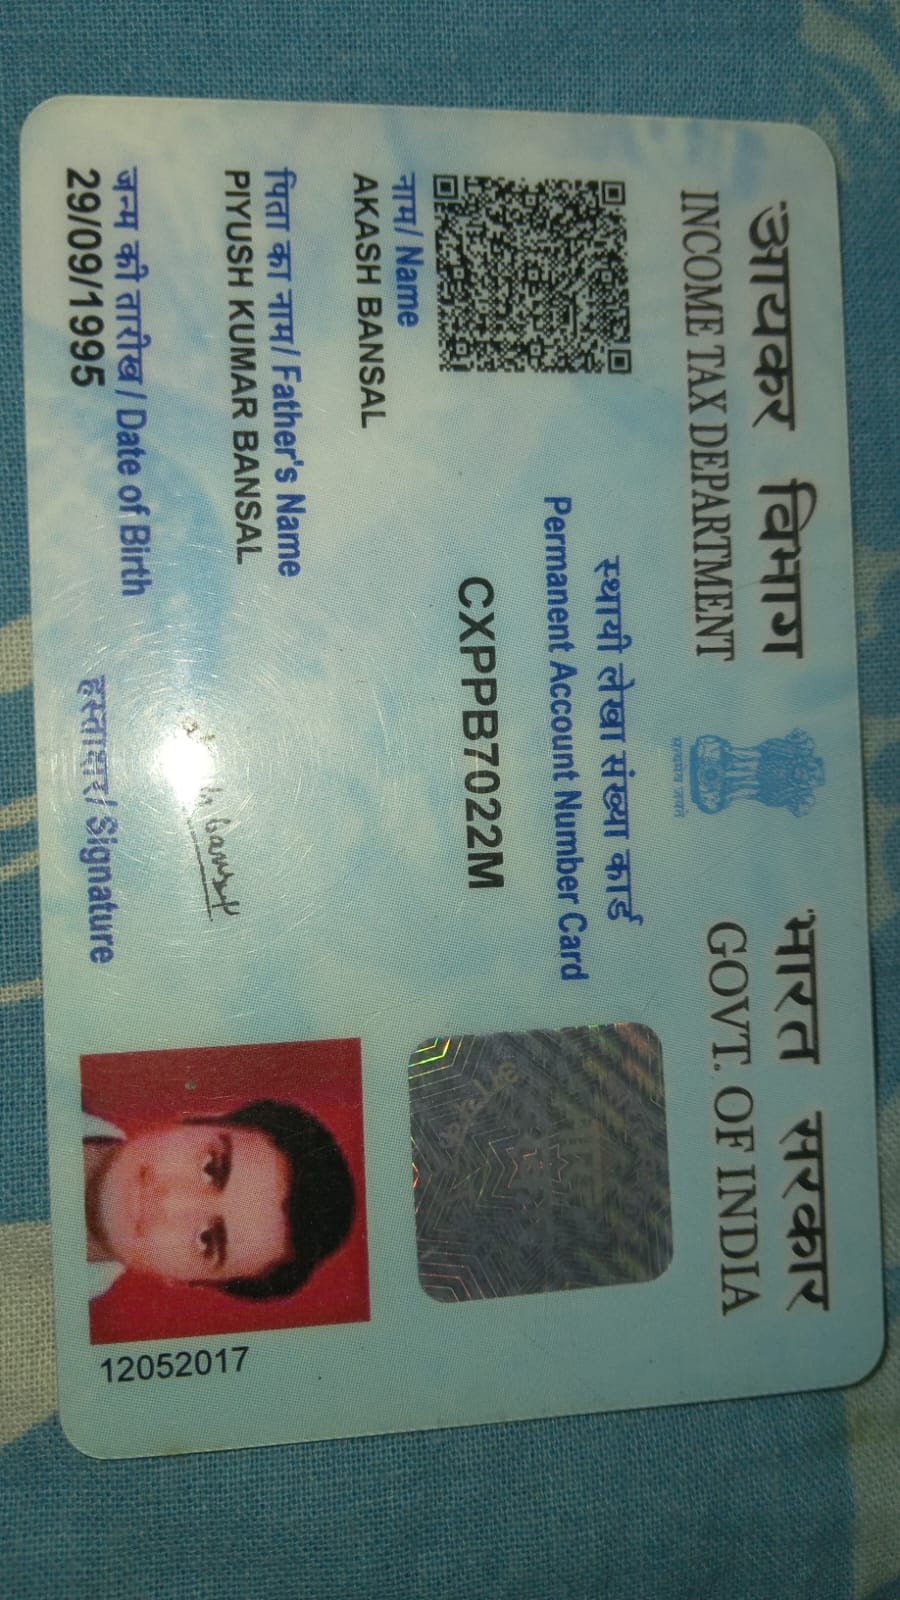 आयकर विभाग
INCOME TAX DEPARTMENT
भारत सरकार
GOVT. OF INDIA
सत्यमेव जयते
स्थायी लेखा संख्या कार्ड
Permanent Account Number Card
CXPPB7022M
नाम/ Name
AKASH BANSAL
पिता का नाम/ Father's Name
PIYUSH KUMAR BANSAL
जन्म की तारीख / Date of Birth
29/09/1995
हस्ताक्षर/ Signature
bansal
12052017